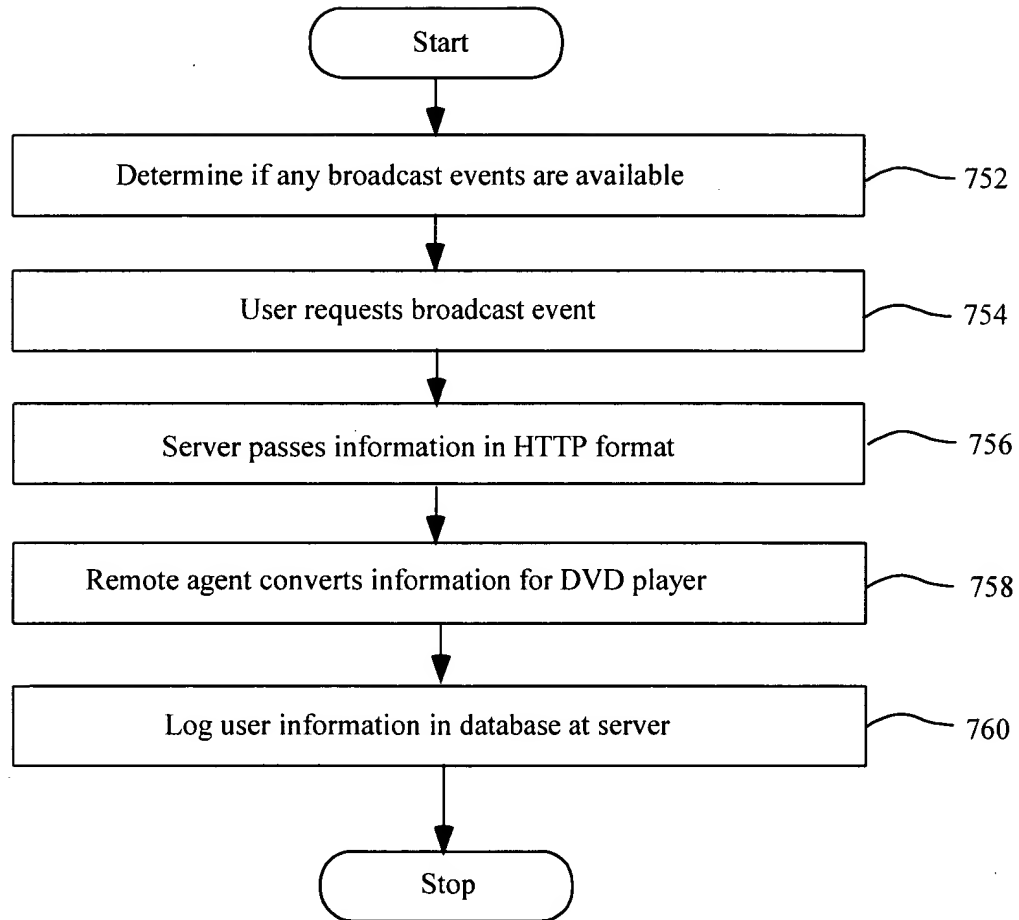 Start
Determine if any broadcast events are available
752
User requests broadcast event
754
Server passes information in HTTP format
756
Remote agent converts information for DVD player
758
Log user information in database at server
760
Stop